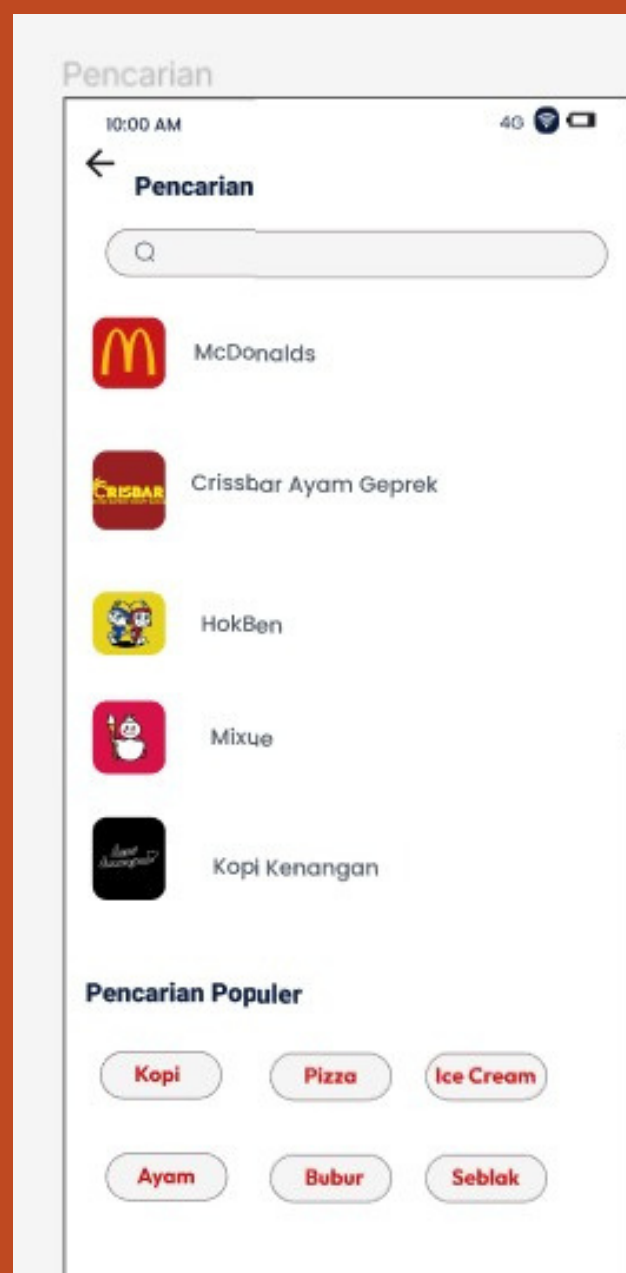 Pencarian
10:00 AM 4G
Pencarian
McDonalds
CRISBAR
Crissbar Ayam Geprek
HokBen
Mixue
Kopi Kenangan
Pencarian Populer
Kopi Pizza Ice Cream
Ayam Bubur Seblak